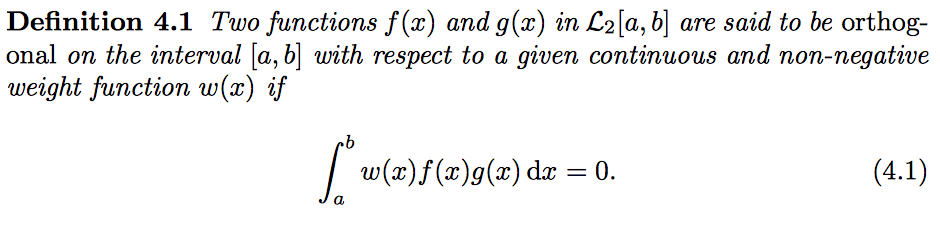 Definition 4.1 Two functions f(x) and g(x) in ℒ₂[a, b] are said to be orthog-
onal on the interval [a, b] with respect to a given continuous and non-negative
weight function w(x) if
∫ₐᵇ w(x)f(x)g(x) dx = 0. (4.1)